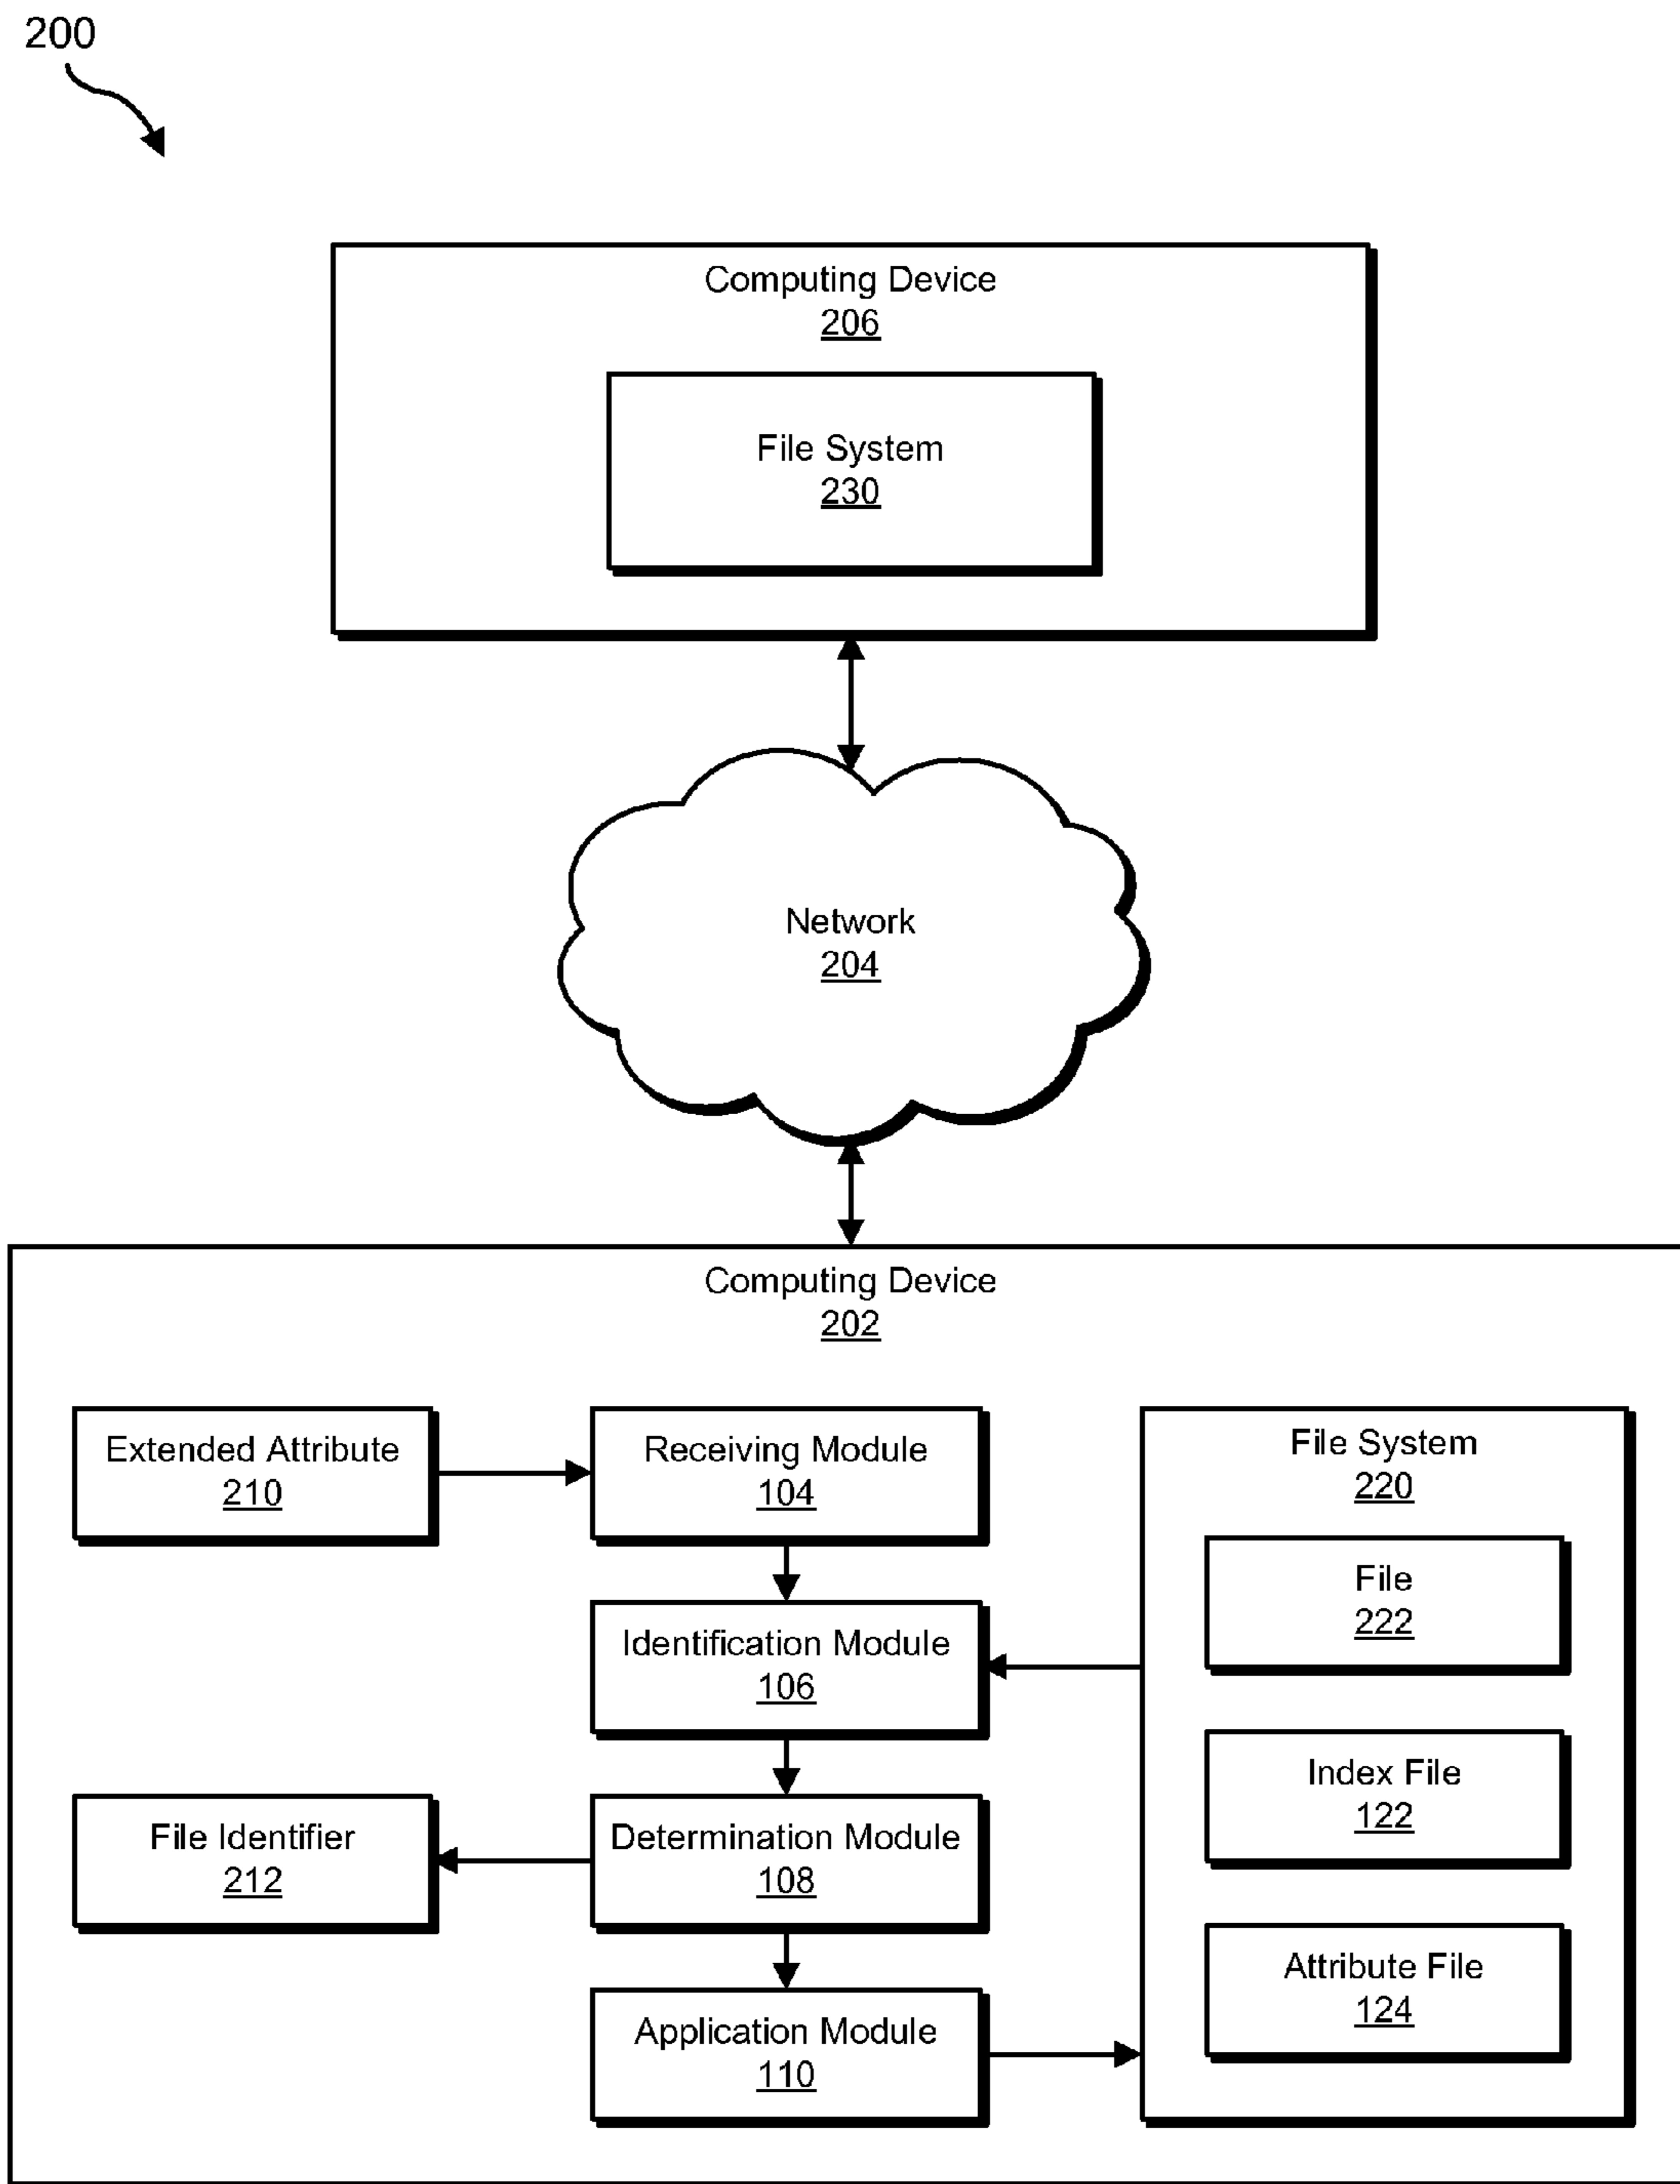 200
Computing Device
206
File System
230
Network
204
Computing Device
202
Extended Attribute
210
Receiving Module
104
File System
220
File
222
Identification Module
106
Index File
122
File Identifier
212
Determination Module
108
Attribute File
124
Application Module
110